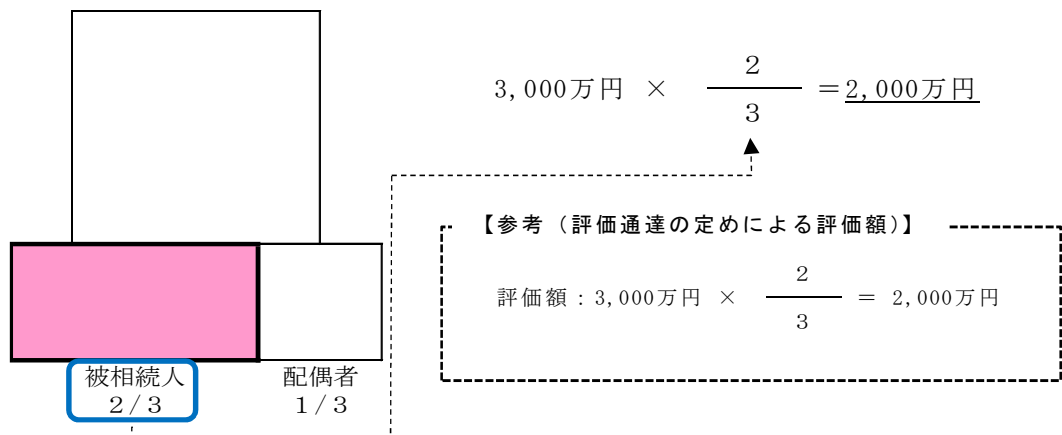 3,000万円 × 2/3 =2,000万円
【参考(評価通達の定めによる評価額)】
評価額：3,000万円 × 2/3 = 2,000万円
被相続人 配偶者
2/3 1/3